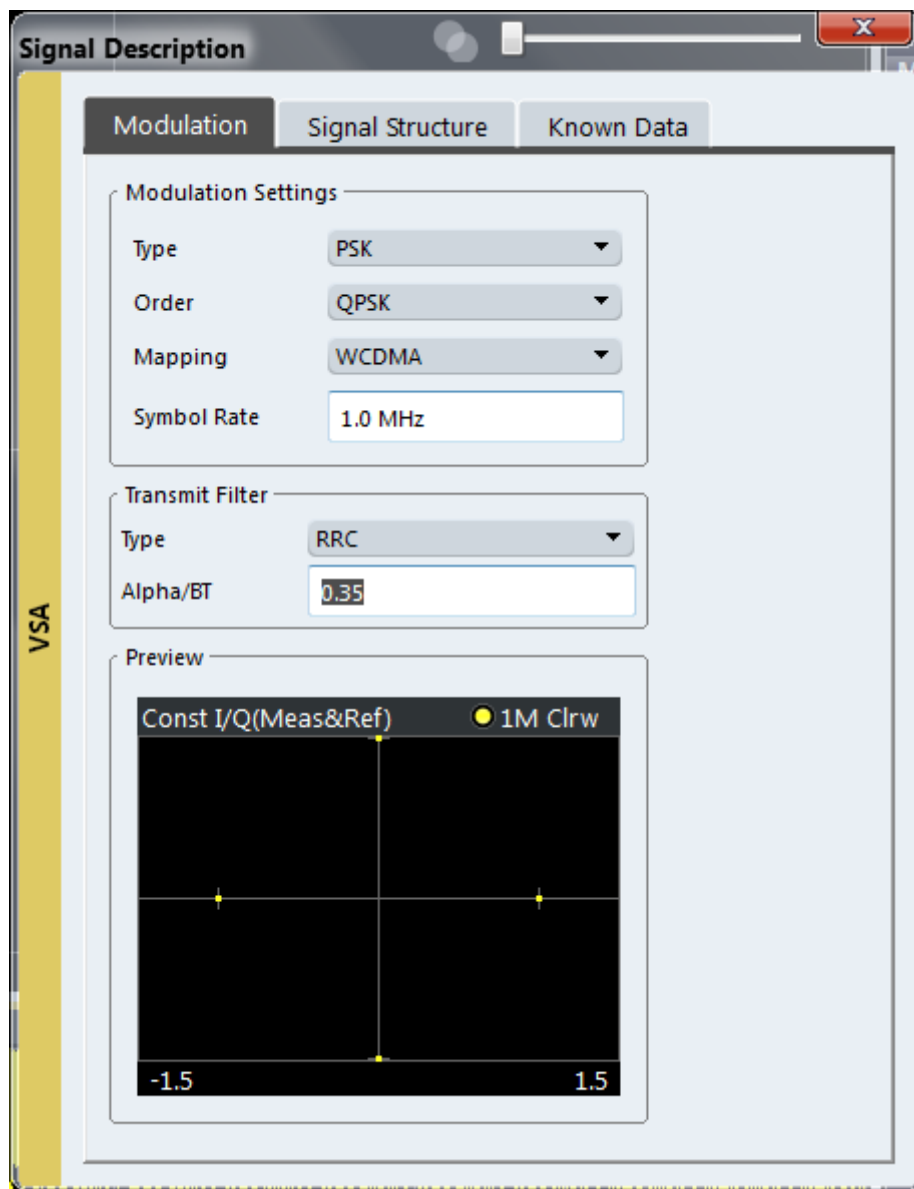 Signal Description
Modulation Signal Structure Known Data
Modulation Settings
Type PSK
Order QPSK
Mapping WCDMA
Symbol Rate 1.0 MHz
Transmit Filter
Type RRC
Alpha/BT 0.35
VSA
Preview
Const I/Q(Meas&Ref) 1M Clrw
-1.5 1.5